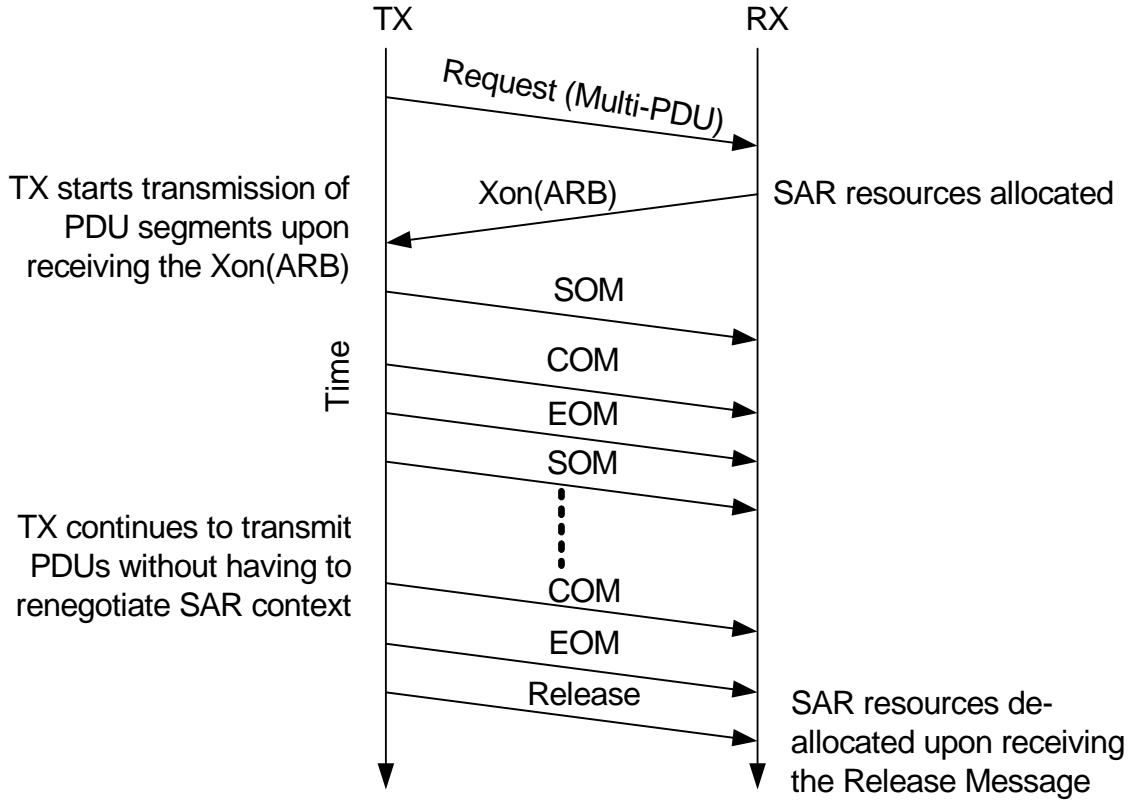 TX
RX
Request (Multi-PDU)
TX starts transmission of
PDU segments upon
receiving the Xon(ARB)
Xon(ARB)
SAR resources allocated
SOM
Time
COM
EOM
SOM
TX continues to transmit
PDUs without having to
renegotiate SAR context
COM
EOM
Release
SAR resources de-
allocated upon receiving
the Release Message